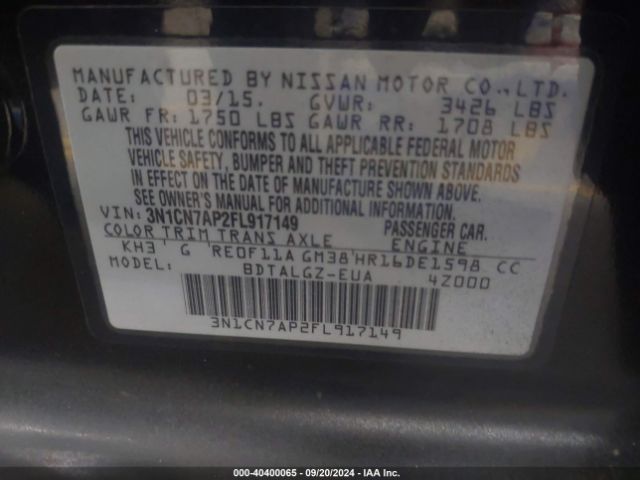 MANUFACTURED BY NISSAN MOTOR CO.,LTD.
DATE: 03/15. GVWR: 3426 LBS
GAWR FR: 1750 LBS GAWR RR: 1708 LBS
THIS VEHICLE CONFORMS TO ALL APPLICABLE FEDERAL MOTOR
VEHICLE SAFETY, BUMPER AND THEFT PREVENTION STANDARDS
IN EFFECT ON THE DATE OF MANUFACTURE SHOWN ABOVE.
SEE OWNER'S MANUAL FOR ADDITIONAL INFORMATION.
VIN: 3N1CN7AP2FL917149 PASSENGER CAR.
COLOR TRIM TRANS AXLE ENGINE
KH3 G RE0F11A GM38 HR16DE1598 CC
MODEL BDTALGZ-EUA 4Z000
3N1CN7AP2FL917149
000-40400065 - 09/20/2024 - IAA Inc.